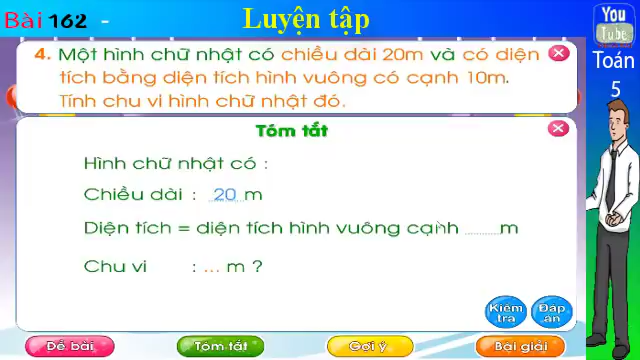 Bài 162 - Luyện tập
You
Tube
Toán
5
4. Một hình chữ nhật có chiều dài 20m và có diện
tích bằng diện tích hình vuông có cạnh 10m.
Tính chu vi hình chữ nhật đó.
Tóm tắt
Hình chữ nhật có :
Chiều dài : 20 m
Diện tích = diện tích hình vuông cạnh ........ m
Chu vi : ... m ?
Kiểm tra
Đáp án
Đề bài
Tóm tắt
Gợi ý
Bài giải